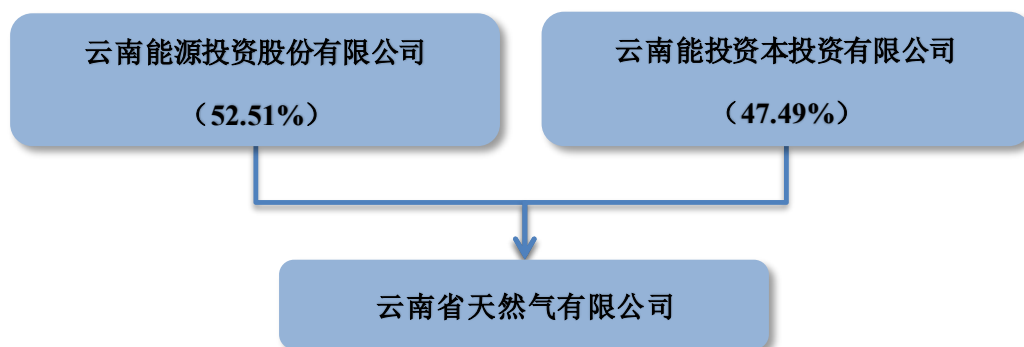 云南能源投资股份有限公司
（52.51%）
云南能投资本投资有限公司
（47.49%）
云南省天然气有限公司